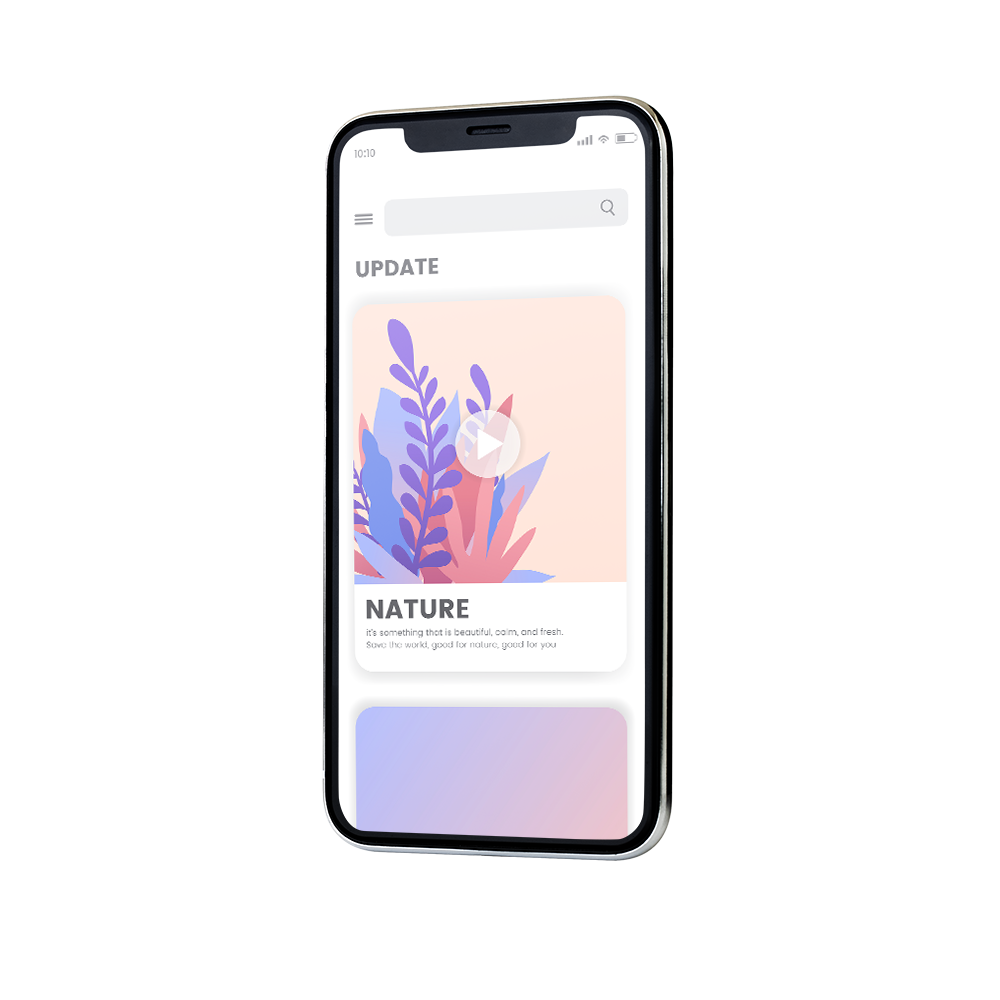 10:10
UPDATE
NATURE
it's something that is beautiful, calm, and fresh.
Save the world, good for nature, good for you